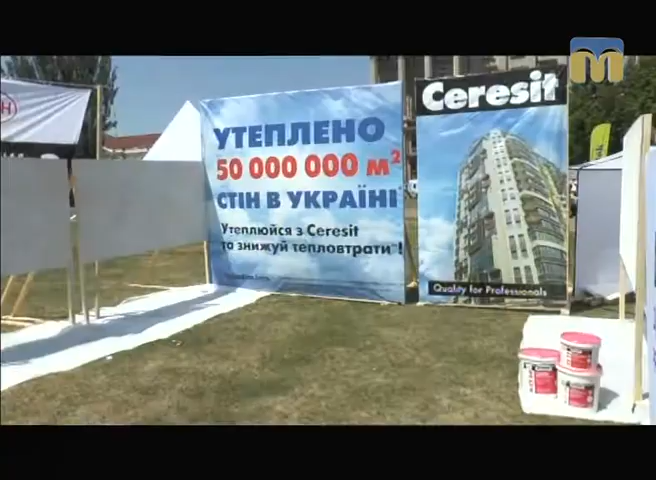 УТЕПЛЕНО
50 000 000 м²
СТІН В УКРАЇНІ
Утеплюйся з Ceresit
та знижуй тепловтрати"!
Ceresit
Quality for Professionals